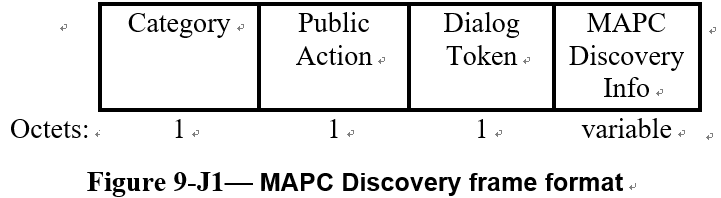 Category Public Dialog MAPC
Action Token Discovery
Info
Octets: 1 1 1 variable
Figure 9-J1— MAPC Discovery frame format